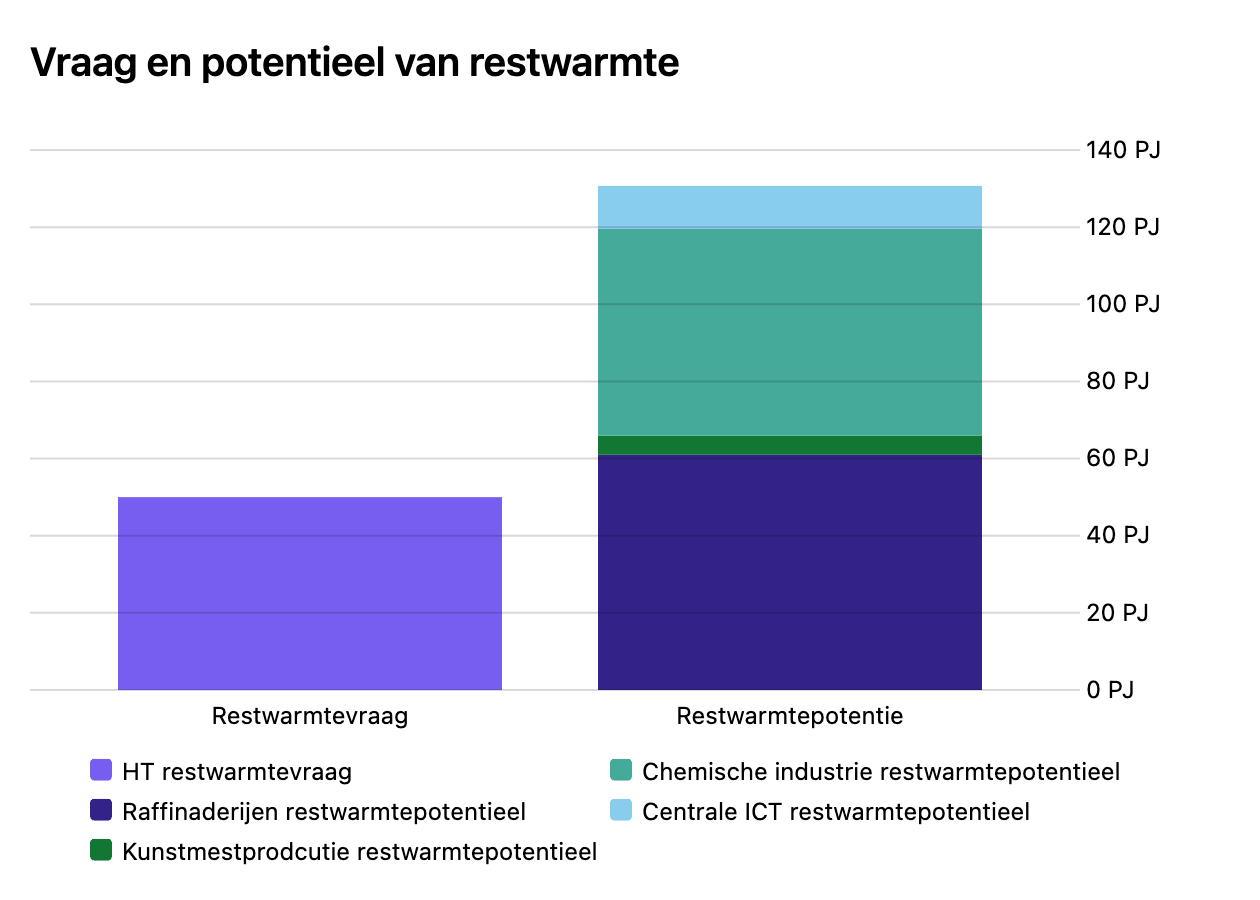 Vraag en potentieel van restwarmte
140 PJ
120 PJ
100 PJ
80 PJ
60 PJ
40 PJ
20 PJ
0 PJ
Restwarmtevraag
Restwarmtepotentie
HT restwarmtevraag
Chemische industrie restwarmtepotentieel
Raffinaderijen restwarmtepotentieel
Centrale ICT restwarmtepotentieel
Kunstmestprodcutie restwarmtepotentieel